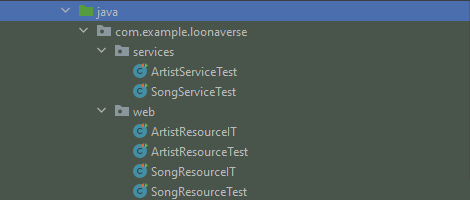 java
com.example.loonaverse
services
ArtistServiceTest
SongServiceTest
web
ArtistResourceIT
ArtistResourceTest
SongResourceIT
SongResourceTest